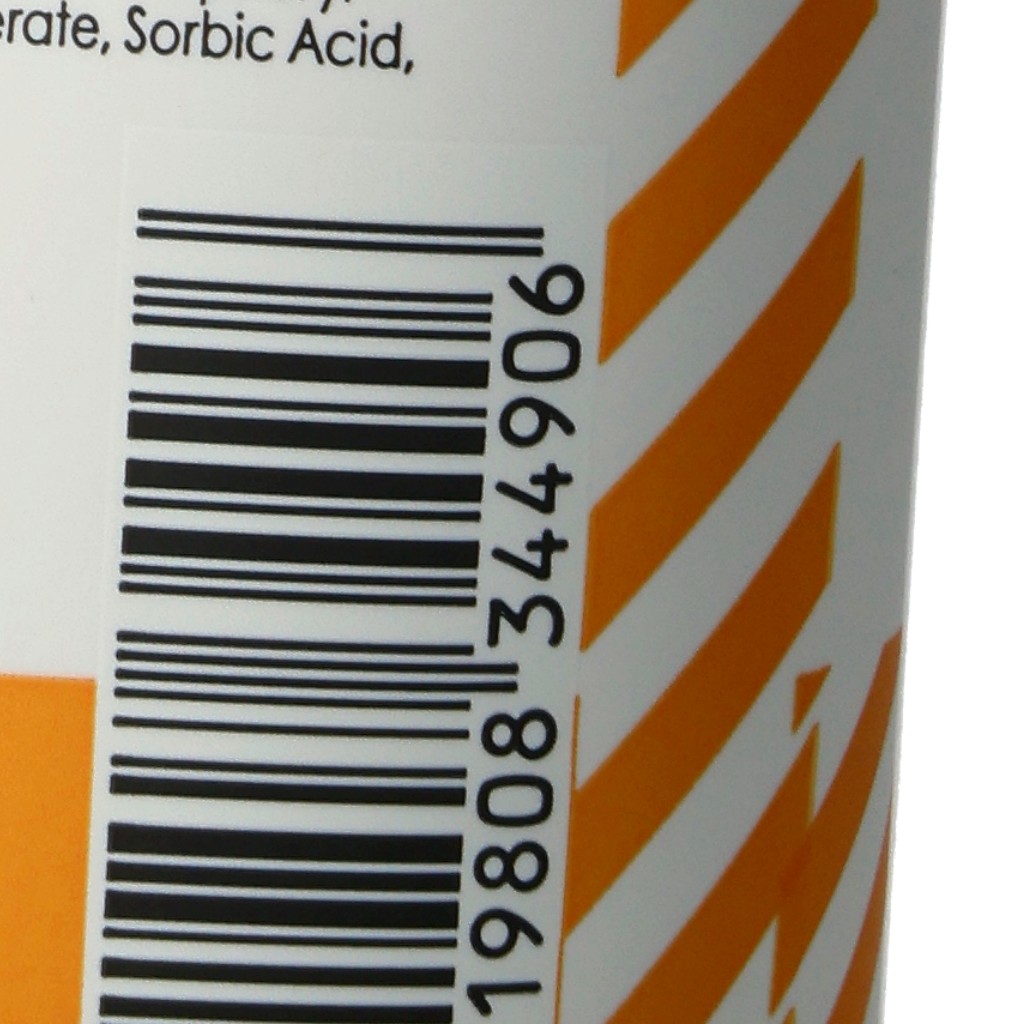 erate, Sorbic Acid,
19808 344906